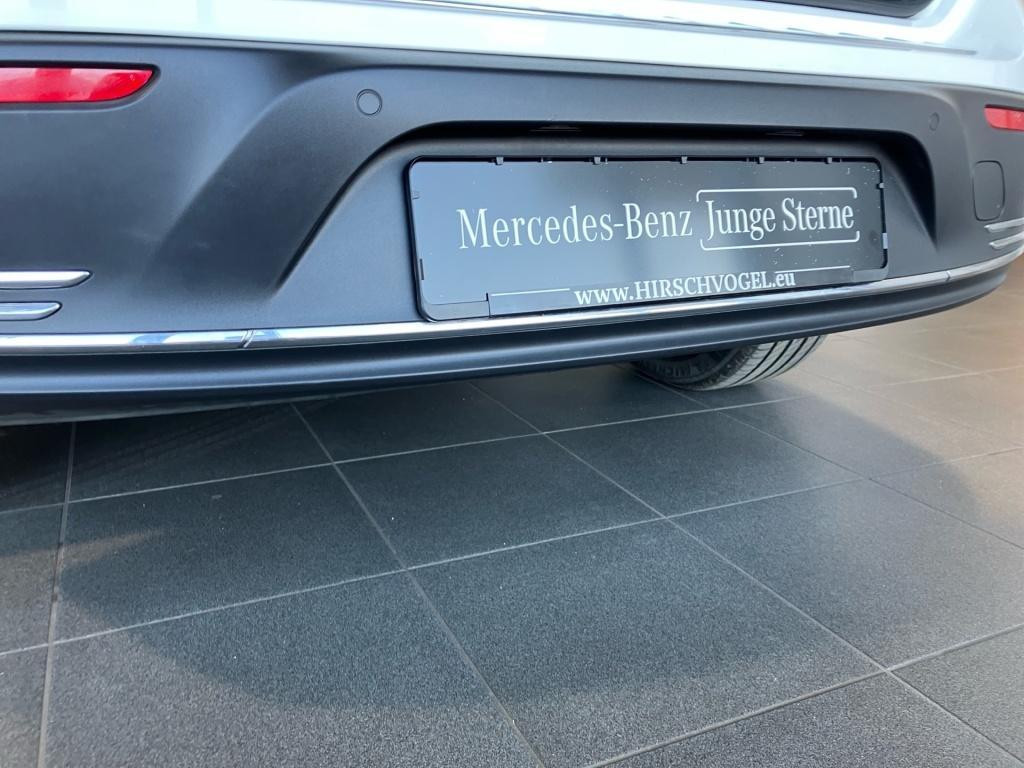 Mercedes-Benz Junge Sterne
www.HIRSCHVOGEL.eu